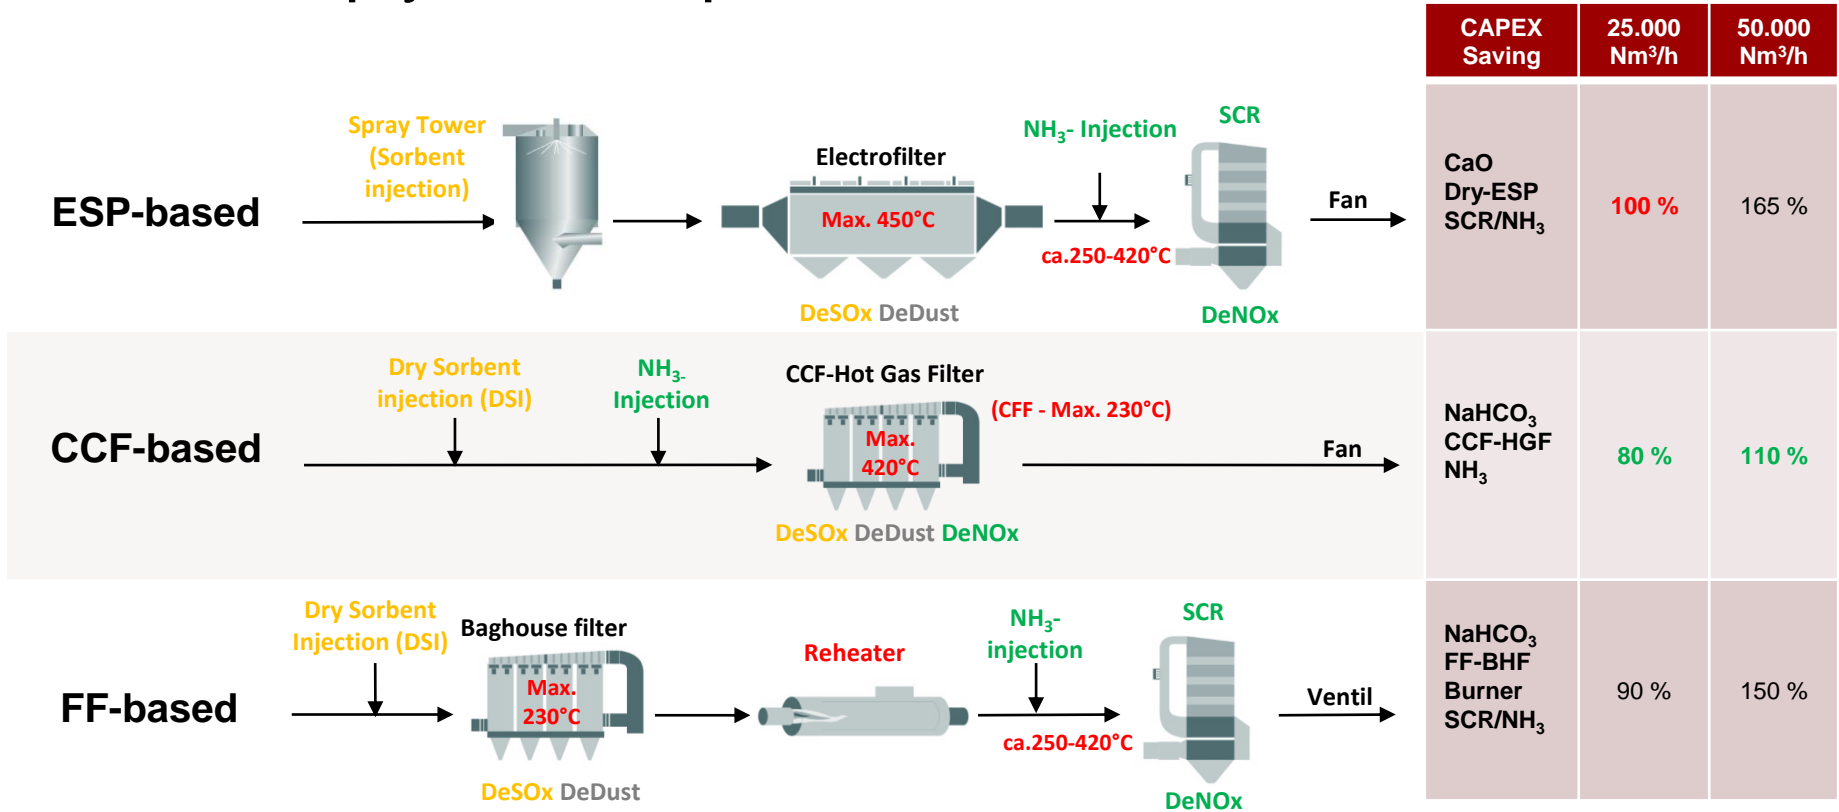 CAPEX
Saving
25.000
Nm³/h
50.000
Nm³/h
ESP-based
Spray Tower
(Sorbent
injection)
Electrofilter
Max. 450°C
DeSOx DeDust
NH₃- Injection
ca.250-420°C
SCR
DeNOx
Fan
CaO
Dry-ESP
SCR/NH₃
100 %
165 %
CCF-based
Dry Sorbent
injection (DSI)
NH₃-
Injection
CCF-Hot Gas Filter
(CFF - Max. 230°C)
Max.
420°C
DeSOx DeDust DeNOx
Fan
NaHCO₃
CCF-HGF
NH₃
80 %
110 %
FF-based
Dry Sorbent
Injection (DSI)
Baghouse filter
Max.
230°C
DeSOx DeDust
Reheater
NH₃-
injection
ca.250-420°C
SCR
DeNOx
Ventil
NaHCO₃
FF-BHF
Burner
SCR/NH₃
90 %
150 %